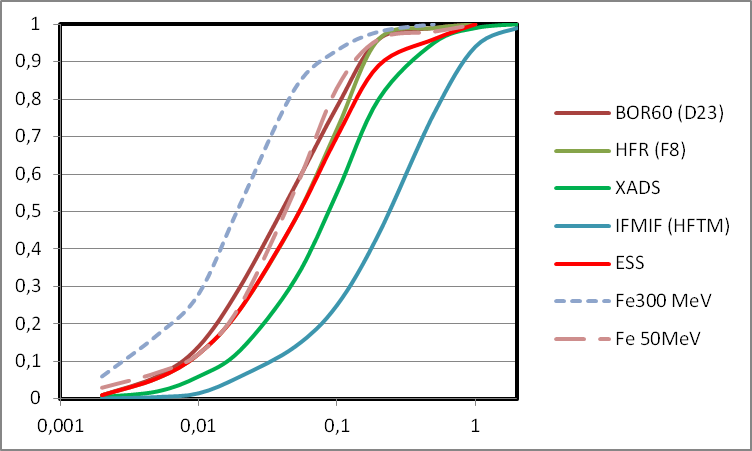 1
0,9
0,8
0,7
0,6
0,5
0,4
0,3
0,2
0,1
0
0,001 0,01 0,1 1
BOR60 (D23)
HFR (F8)
XADS
IFMIF (HFTM)
ESS
Fe300 MeV
Fe 50MeV